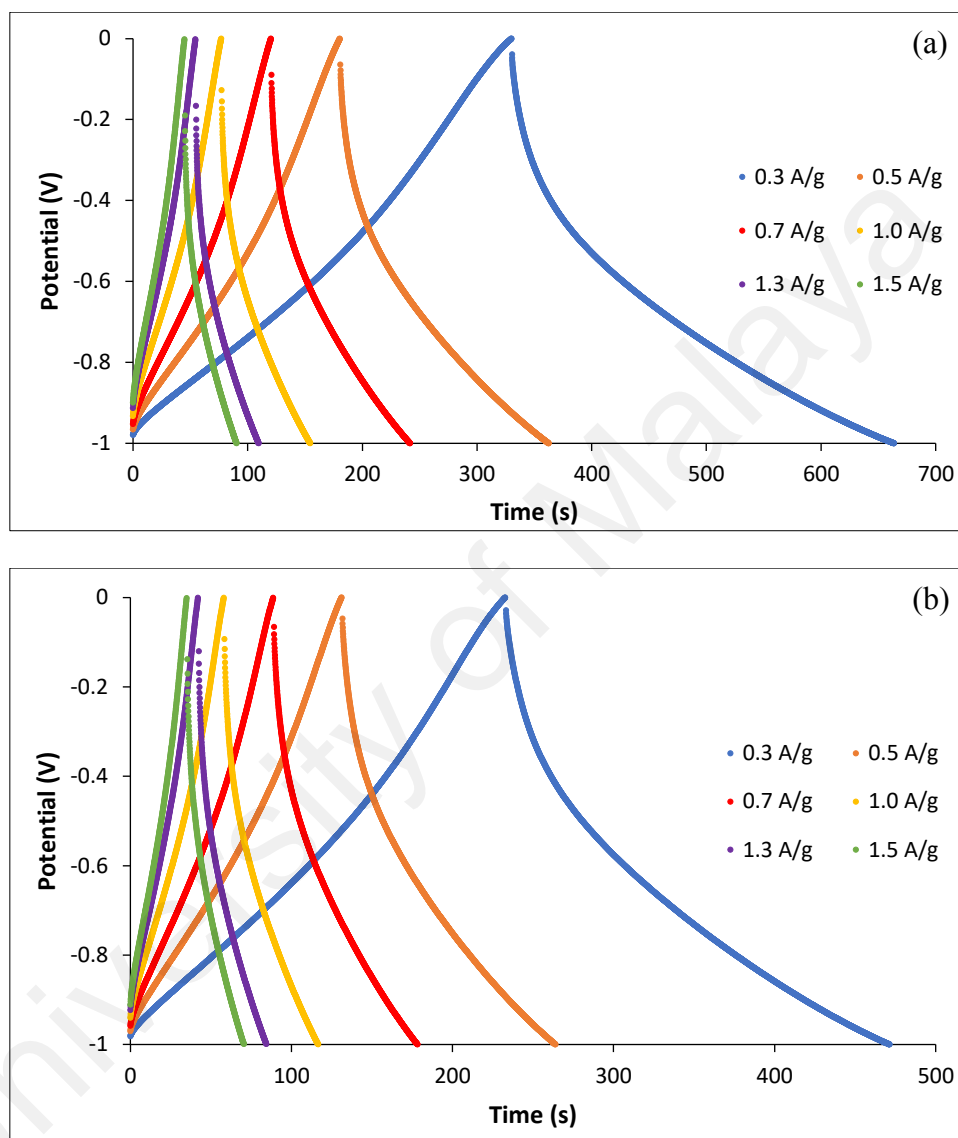 (a)
0
-0.2
-0.4
-0.6
-0.8
-1
Potential (V)
0 100 200 300 400 500 600 700
Time (s)
0.3 A/g 0.5 A/g
0.7 A/g 1.0 A/g
1.3 A/g 1.5 A/g
(b)
0
-0.2
-0.4
-0.6
-0.8
-1
Potential (V)
0 100 200 300 400 500
Time (s)
0.3 A/g 0.5 A/g
0.7 A/g 1.0 A/g
1.3 A/g 1.5 A/g
University of Malaya